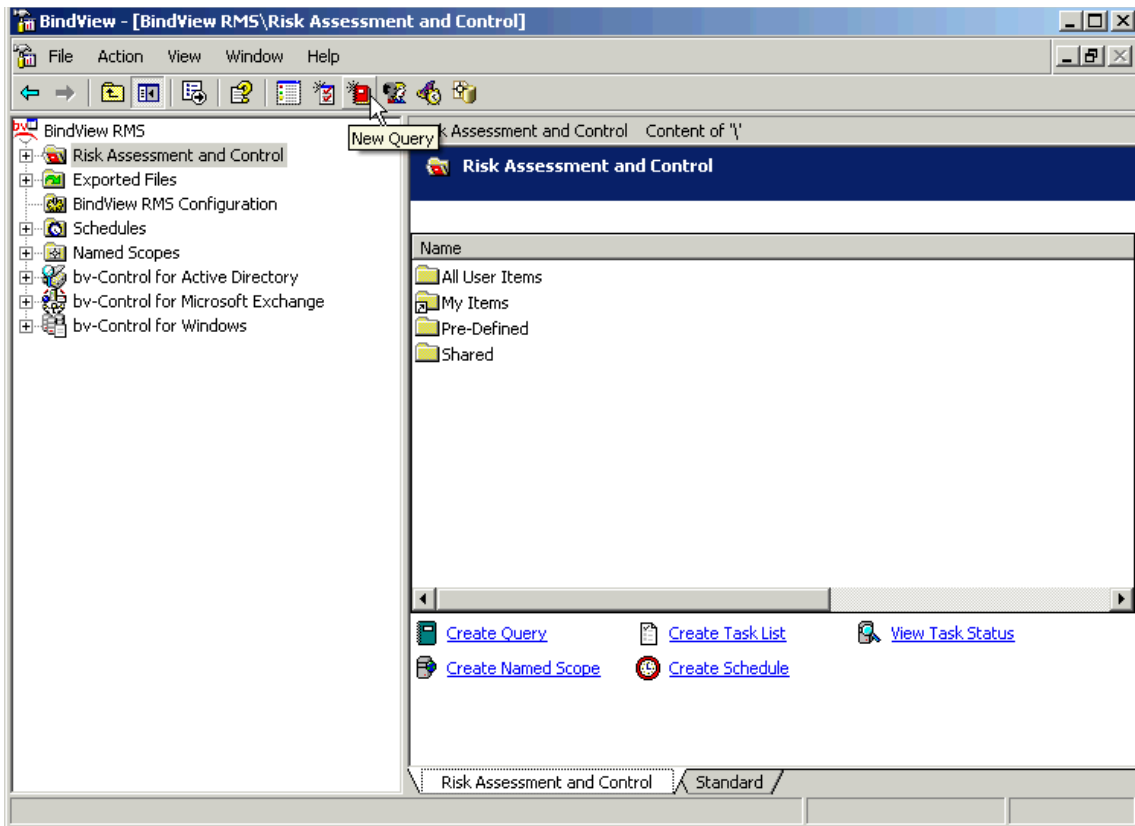 BindView - [BindView RMS\Risk Assessment and Control]
File Action View Window Help
New Query
BindView RMS
Risk Assessment and Control
Exported Files
BindView RMS Configuration
Schedules
Named Scopes
bv-Control for Active Directory
bv-Control for Microsoft Exchange
bv-Control for Windows
k Assessment and Control Content of '\'
Risk Assessment and Control
Name
All User Items
My Items
Pre-Defined
Shared
Create Query Create Task List View Task Status
Create Named Scope Create Schedule
Risk Assessment and Control Standard